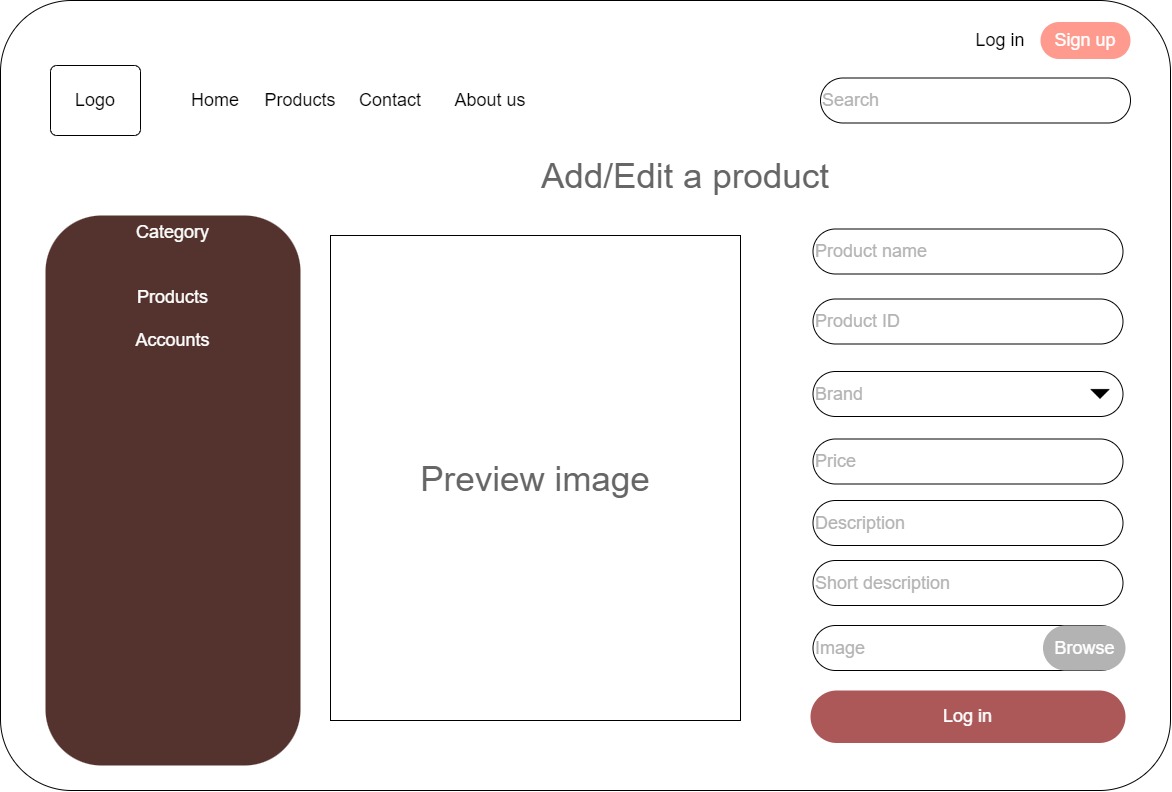 Log in
Sign up
Logo
Home
Products
Contact
About us
Search
Add/Edit a product
Category
Products
Accounts
Preview image
Product name
Product ID
Brand
Price
Description
Short description
Image
Browse
Log in